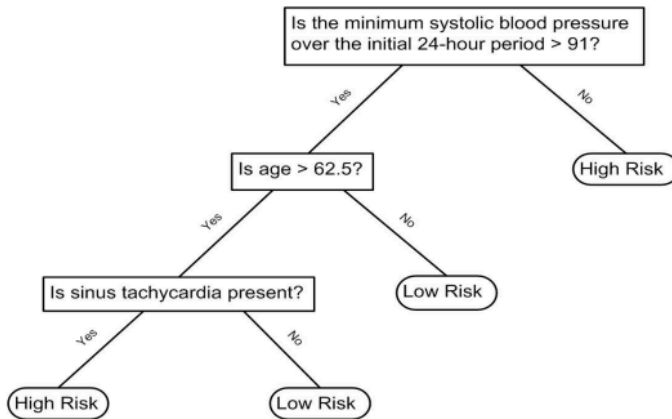 Is the minimum systolic blood pressure
over the initial 24-hour period > 91?
Yes
No
Is age > 62.5?
High Risk
Yes
No
Is sinus tachycardia present?
Low Risk
Yes
No
High Risk
Low Risk